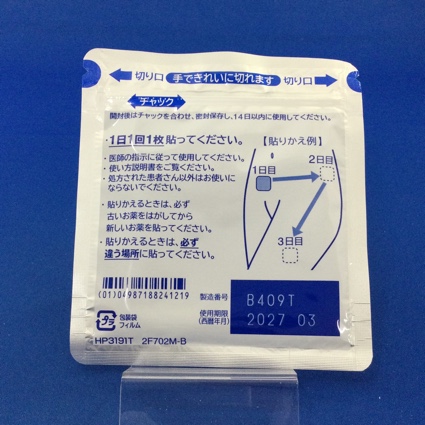 切り口 手できれいに切れます 切り口
チャック
開封後はチャックを合わせ、密封保存し、14日以内に使用してください。
・1日1回1枚貼ってください。
・医師の指示に従って使用してください。
・使い方説明書をご覧ください。
・処方された患者さん以外はお使いに
ならないでください。
・貼りかえるときは、必ず
古いお薬をはがしてから
新しいお薬を貼ってください。
・貼りかえるときは、必ず
違う場所に貼ってください。
【貼りかえ例】
1日目
2日目
3日目
(01)04987188241219
製造番号
B409T
使用期限
(西暦年月)
2027 03
プラ
包装袋
フィルム
HP3191T 2F702M-B